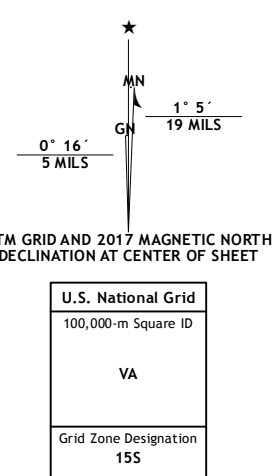 ★
MN
1° 5´
19 MILS
GN
0° 16´
5 MILS
TM GRID AND 2017 MAGNETIC NORTH
DECLINATION AT CENTER OF SHEET
U.S. National Grid
100,000-m Square ID
VA
Grid Zone Designation
15S